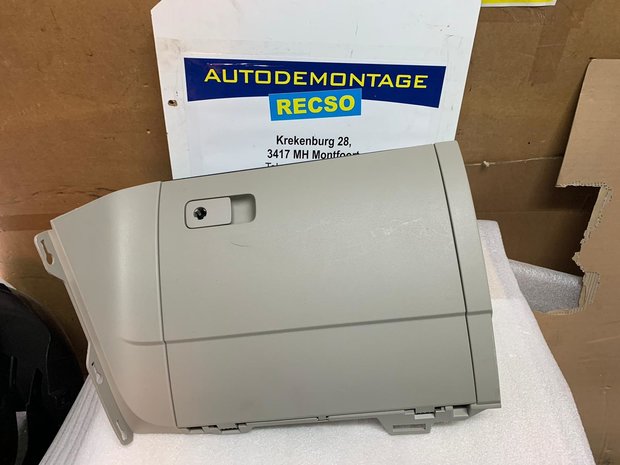 AUTODEMONTAGE
RECSO
Krekenburg 28,
3417 MH Montfoort